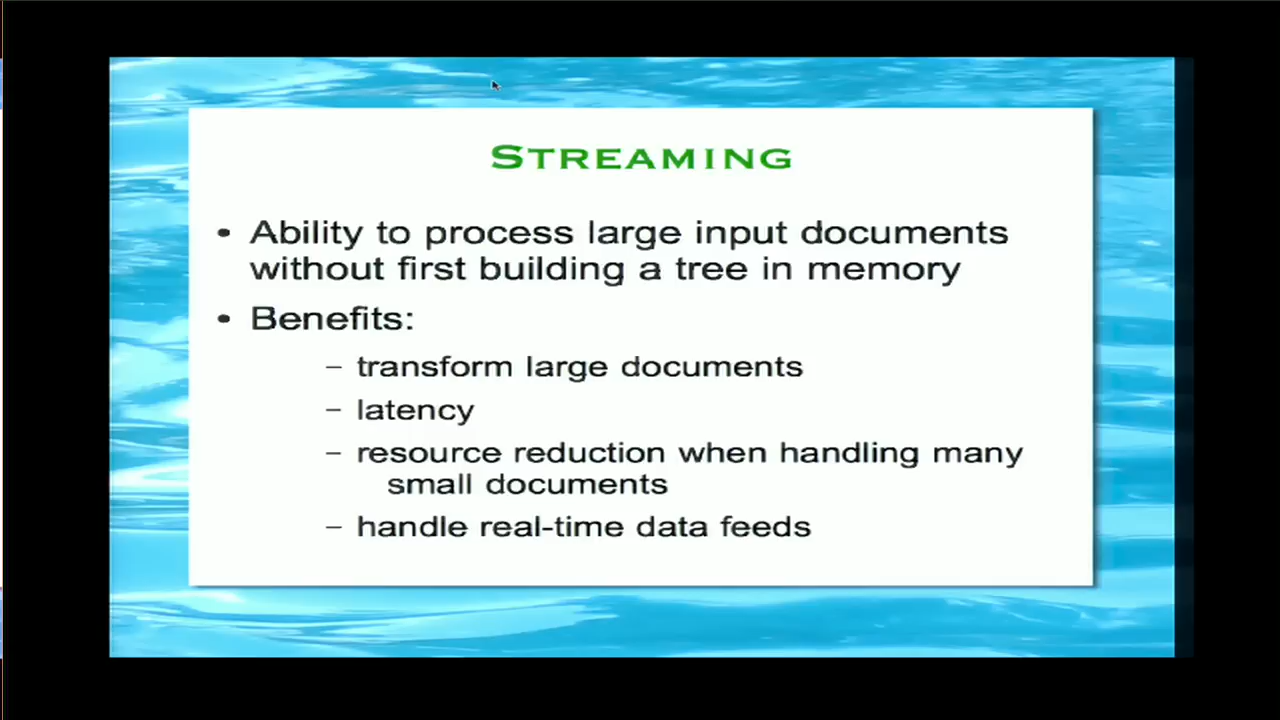 STREAMING
• Ability to process large input documents
without first building a tree in memory
• Benefits:
– transform large documents
– latency
– resource reduction when handling many
small documents
– handle real-time data feeds